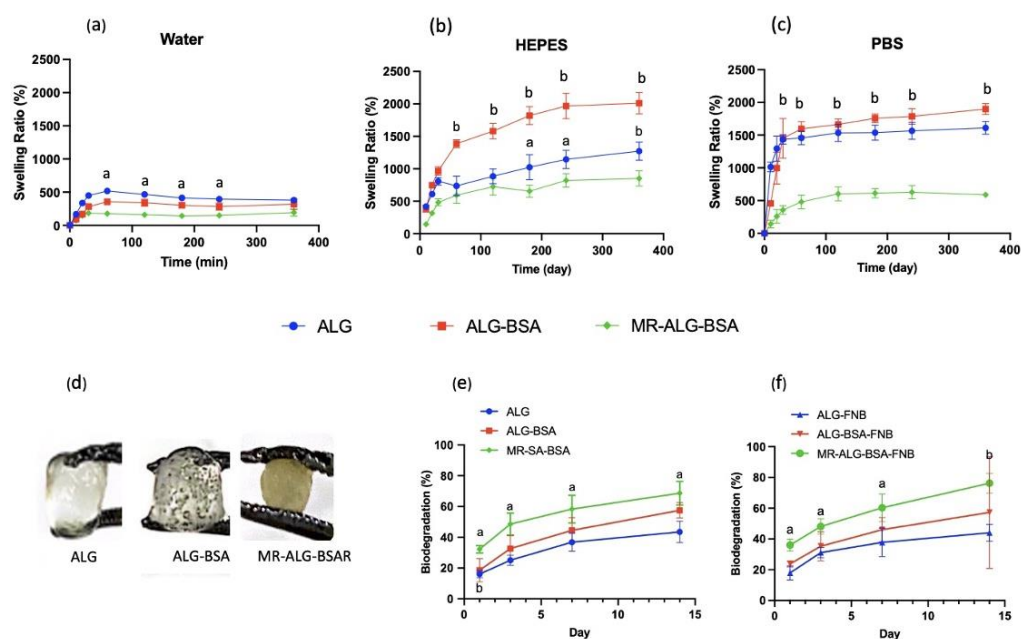 (a)
Water
Swelling Ratio (%)
2500
2000
1500
1000
500
0
a a a a
0 100 200 300 400
Time (min)
(b)
HEPES
Swelling Ratio (%)
2500
2000
1500
1000
500
0
b b b b b
a a b
0 100 200 300 400
Time (day)
(c)
PBS
Swelling Ratio (%)
2500
2000
1500
1000
500
0
b b b b b b
0 100 200 300 400
Time (day)
ALG ALG-BSA MR-ALG-BSA
(d)
ALG ALG-BSA MR-ALG-BSAR
(e)
ALG
ALG-BSA
MR-SA-BSA
Biodegradation (%)
100
80
60
40
20
0
a a a a
b
0 5 10 15
Day
(f)
ALG-FNB
ALG-BSA-FNB
MR-ALG-BSA-FNB
Biodegradation (%)
100
80
60
40
20
0
a a a b
0 5 10 15
Day